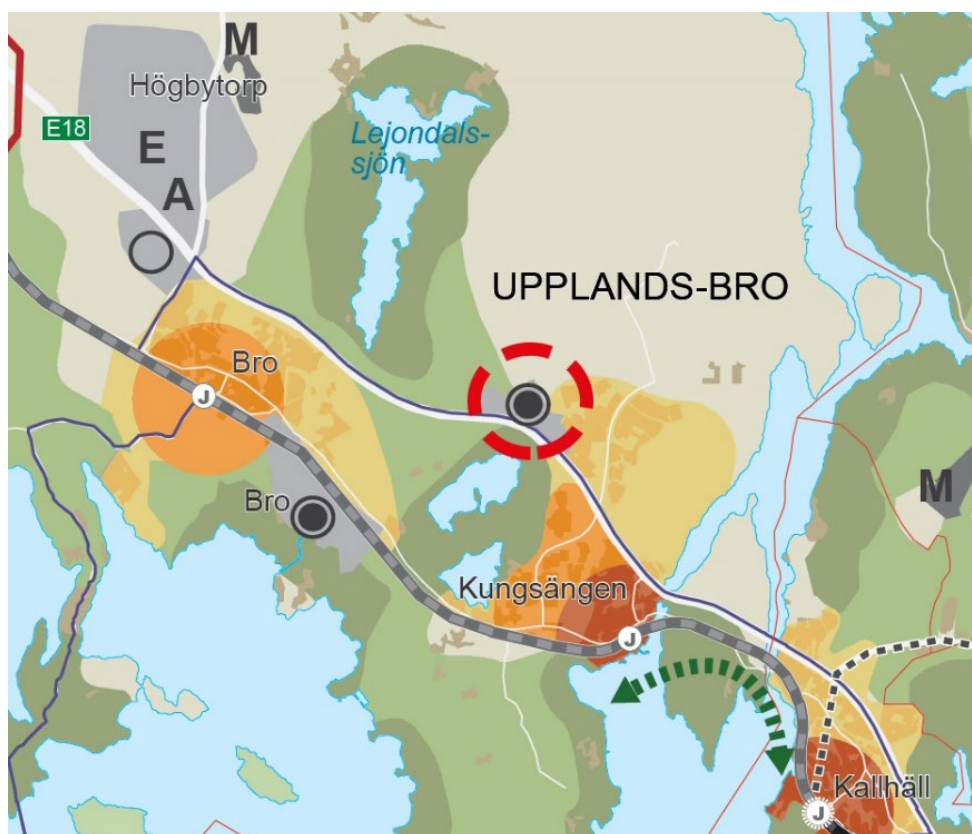 M
Högbytorp
E18
E
A
Lejondals-
sjön
UPPLANDS-BRO
Bro
J
Bro
M
Kungsängen
J
Kallhäll
J